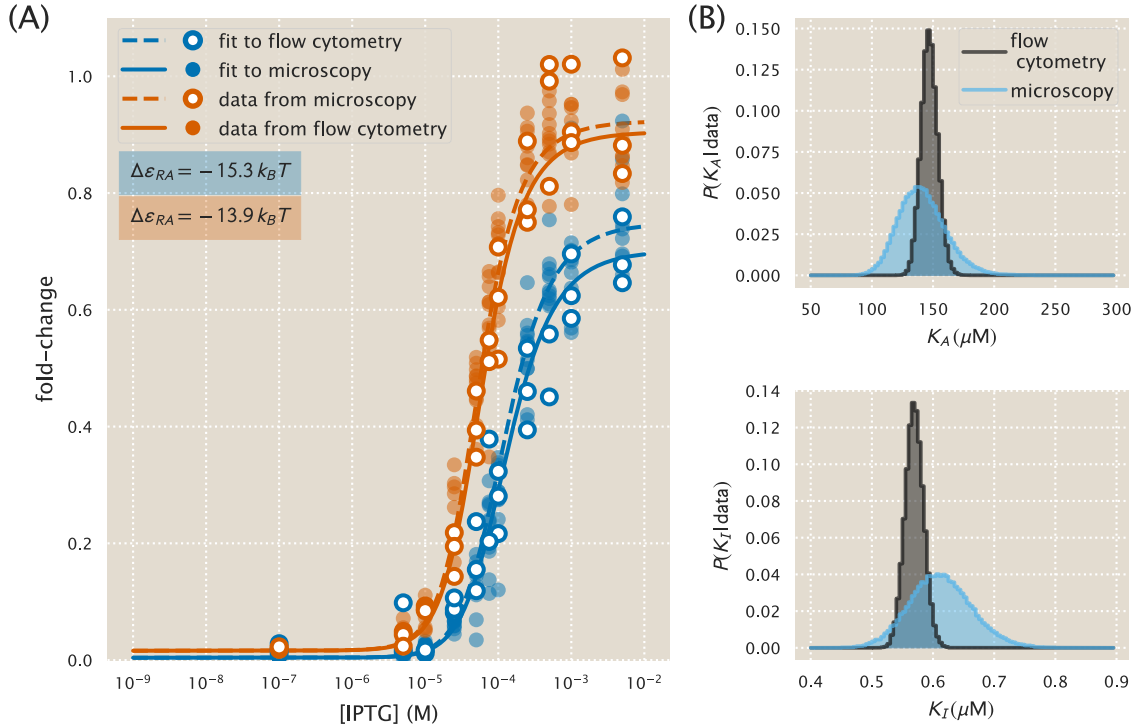 (A)
fit to flow cytometry
fit to microscopy
data from microscopy
data from flow cytometry
Δε_RA = − 15.3 k_BT
Δε_RA = − 13.9 k_BT
fold−change
1.0
0.8
0.6
0.4
0.2
0.0
10⁻⁹ 10⁻⁸ 10⁻⁷ 10⁻⁶ 10⁻⁵ 10⁻⁴ 10⁻³ 10⁻²
[IPTG] (M)
(B)
flow
cytometry
microscopy
P(K_A|data)
0.150
0.125
0.100
0.075
0.050
0.025
0.000
50 100 150 200 250 300
K_A (μM)
P(K_I|data)
0.14
0.12
0.10
0.08
0.06
0.04
0.02
0.00
0.4 0.5 0.6 0.7 0.8 0.9
K_I (μM)